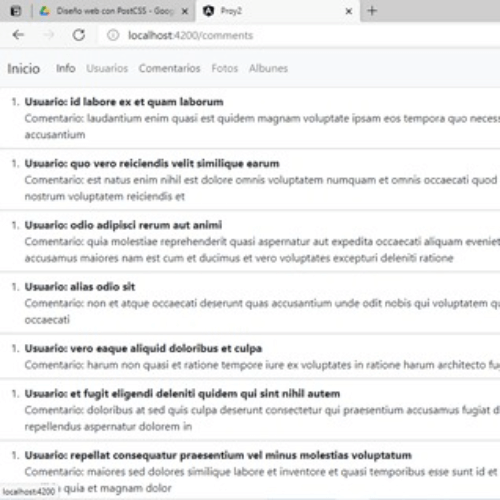 Diseño web con PostCSS - Goog
Proy2
localhost:4200/comments
Inicio Info Usuarios Comentarios Fotos Albunes
1. Usuario: id labore ex et quam laborum
Comentario: laudantium enim quasi est quidem magnam voluptate ipsam eos tempora quo necess
accusantium
1. Usuario: quo vero reiciendis velit similique earum
Comentario: est natus enim nihil est dolore omnis voluptatem numquam et omnis occaecati quod
nostrum voluptatem reiciendis et
1. Usuario: odio adipisci rerum aut animi
Comentario: quia molestiae reprehenderit quasi aspernatur aut expedita occaecati aliquam eveniet
accusamus maiores nam est cum et ducimus et vero voluptates excepturi deleniti ratione
1. Usuario: alias odio sit
Comentario: non et atque occaecati deserunt quas accusantium unde odit nobis qui voluptatem qu
occaecati
1. Usuario: vero eaque aliquid doloribus et culpa
Comentario: harum non quasi et ratione tempore iure ex voluptates in ratione harum architecto fug
1. Usuario: et fugit eligendi deleniti quidem qui sint nihil autem
Comentario: doloribus at sed quis culpa deserunt consectetur qui praesentium accusamus fugiat d
repellendus aspernatur dolorem in
1. Usuario: repellat consequatur praesentium vel minus molestias voluptatum
Comentario: maiores sed dolores similique labore et inventore et quasi temporibus esse sunt id et
quia et magnam dolor
localhost:4200